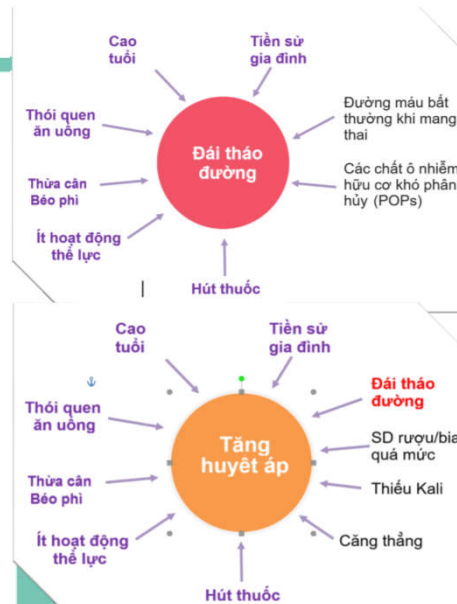 Cao
tuổi
Tiền sử
gia đình
Thói quen
ăn uống
Đường máu bất
thường khi mang
thai
Đái tháo
đường
Thừa cân
Béo phì
Các chất ô nhiễm
hữu cơ khó phân
hủy (POPs)
Ít hoạt động
thể lực
Hút thuốc
Cao
tuổi
Tiền sử
gia đình
Thói quen
ăn uống
Đái tháo
đường
Tăng
huyêt áp
SD rượu/bia
quá mức
Thừa cân
Béo phì
Thiếu Kali
Ít hoạt động
thể lực
Căng thẳng
Hút thuốc